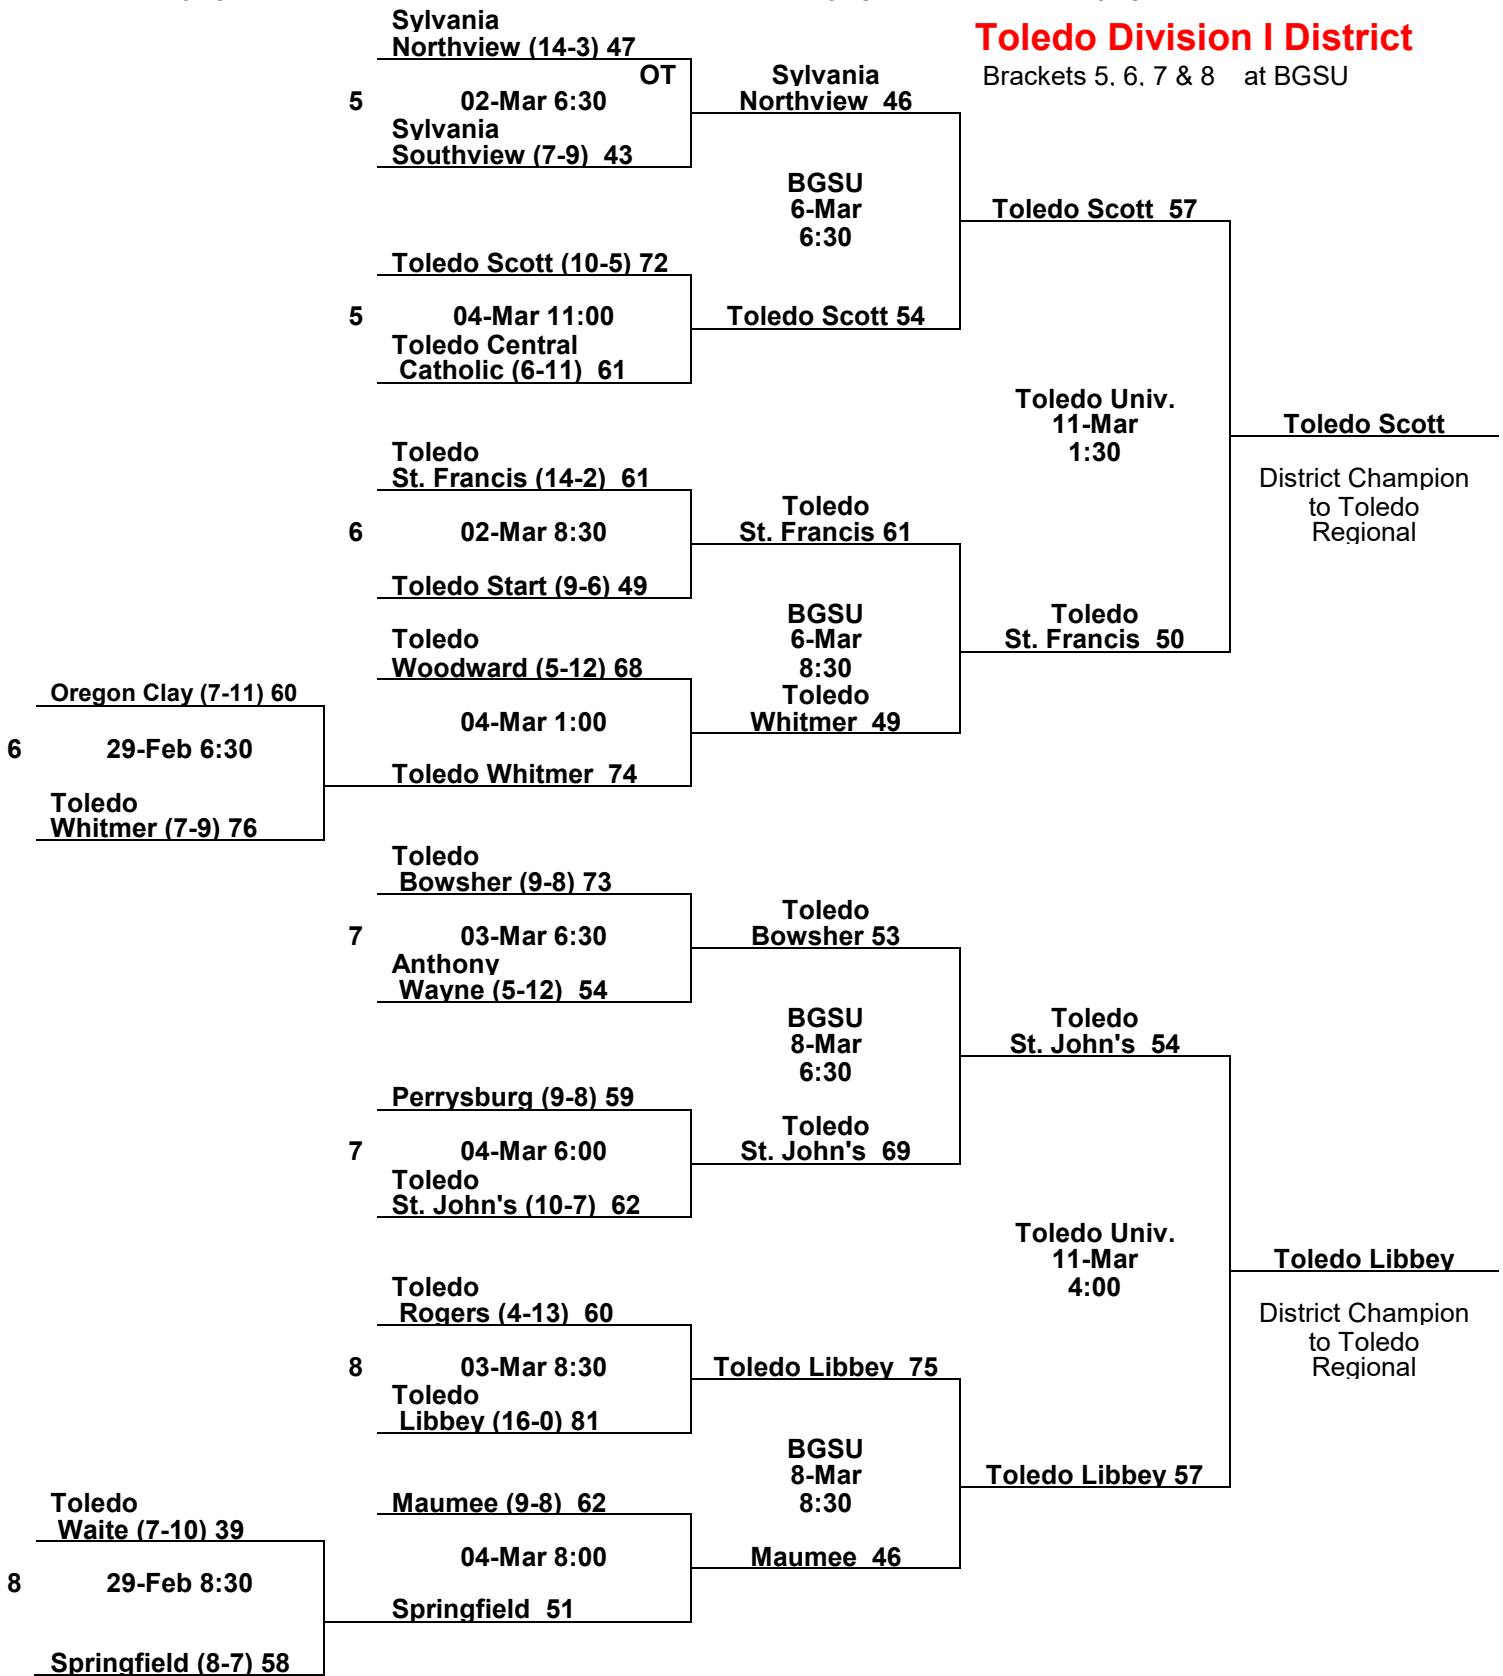 Toledo Division I District
Brackets 5, 6, 7 & 8 at BGSU
Sylvania
Northview (14-3) 47
OT
5 02-Mar 6:30
Sylvania
Southview (7-9) 43
Sylvania
Northview 46
BGSU
6-Mar
6:30
Toledo Scott (10-5) 72
5 04-Mar 11:00
Toledo Central
Catholic (6-11) 61
Toledo Scott 54
Toledo Scott 57
Toledo
St. Francis (14-2) 61
6 02-Mar 8:30
Toledo Start (9-6) 49
Toledo
St. Francis 61
BGSU
6-Mar
8:30
Toledo
Woodward (5-12) 68
04-Mar 1:00
Toledo Whitmer 74
Oregon Clay (7-11) 60
6 29-Feb 6:30
Toledo
Whitmer (7-9) 76
Toledo
Whitmer 49
Toledo
St. Francis 50
Toledo Univ.
11-Mar
1:30
Toledo Scott
District Champion
to Toledo
Regional
Toledo
Bowsher (9-8) 73
7 03-Mar 6:30
Anthony
Wayne (5-12) 54
Toledo
Bowsher 53
BGSU
8-Mar
6:30
Perrysburg (9-8) 59
7 04-Mar 6:00
Toledo
St. John's (10-7) 62
Toledo
St. John's 69
Toledo
St. John's 54
Toledo
Rogers (4-13) 60
8 03-Mar 8:30
Toledo
Libbey (16-0) 81
Toledo Libbey 75
BGSU
8-Mar
8:30
Maumee (9-8) 62
04-Mar 8:00
Springfield 51
Toledo
Waite (7-10) 39
8 29-Feb 8:30
Springfield (8-7) 58
Maumee 46
Toledo Libbey 57
Toledo Univ.
11-Mar
4:00
Toledo Libbey
District Champion
to Toledo
Regional